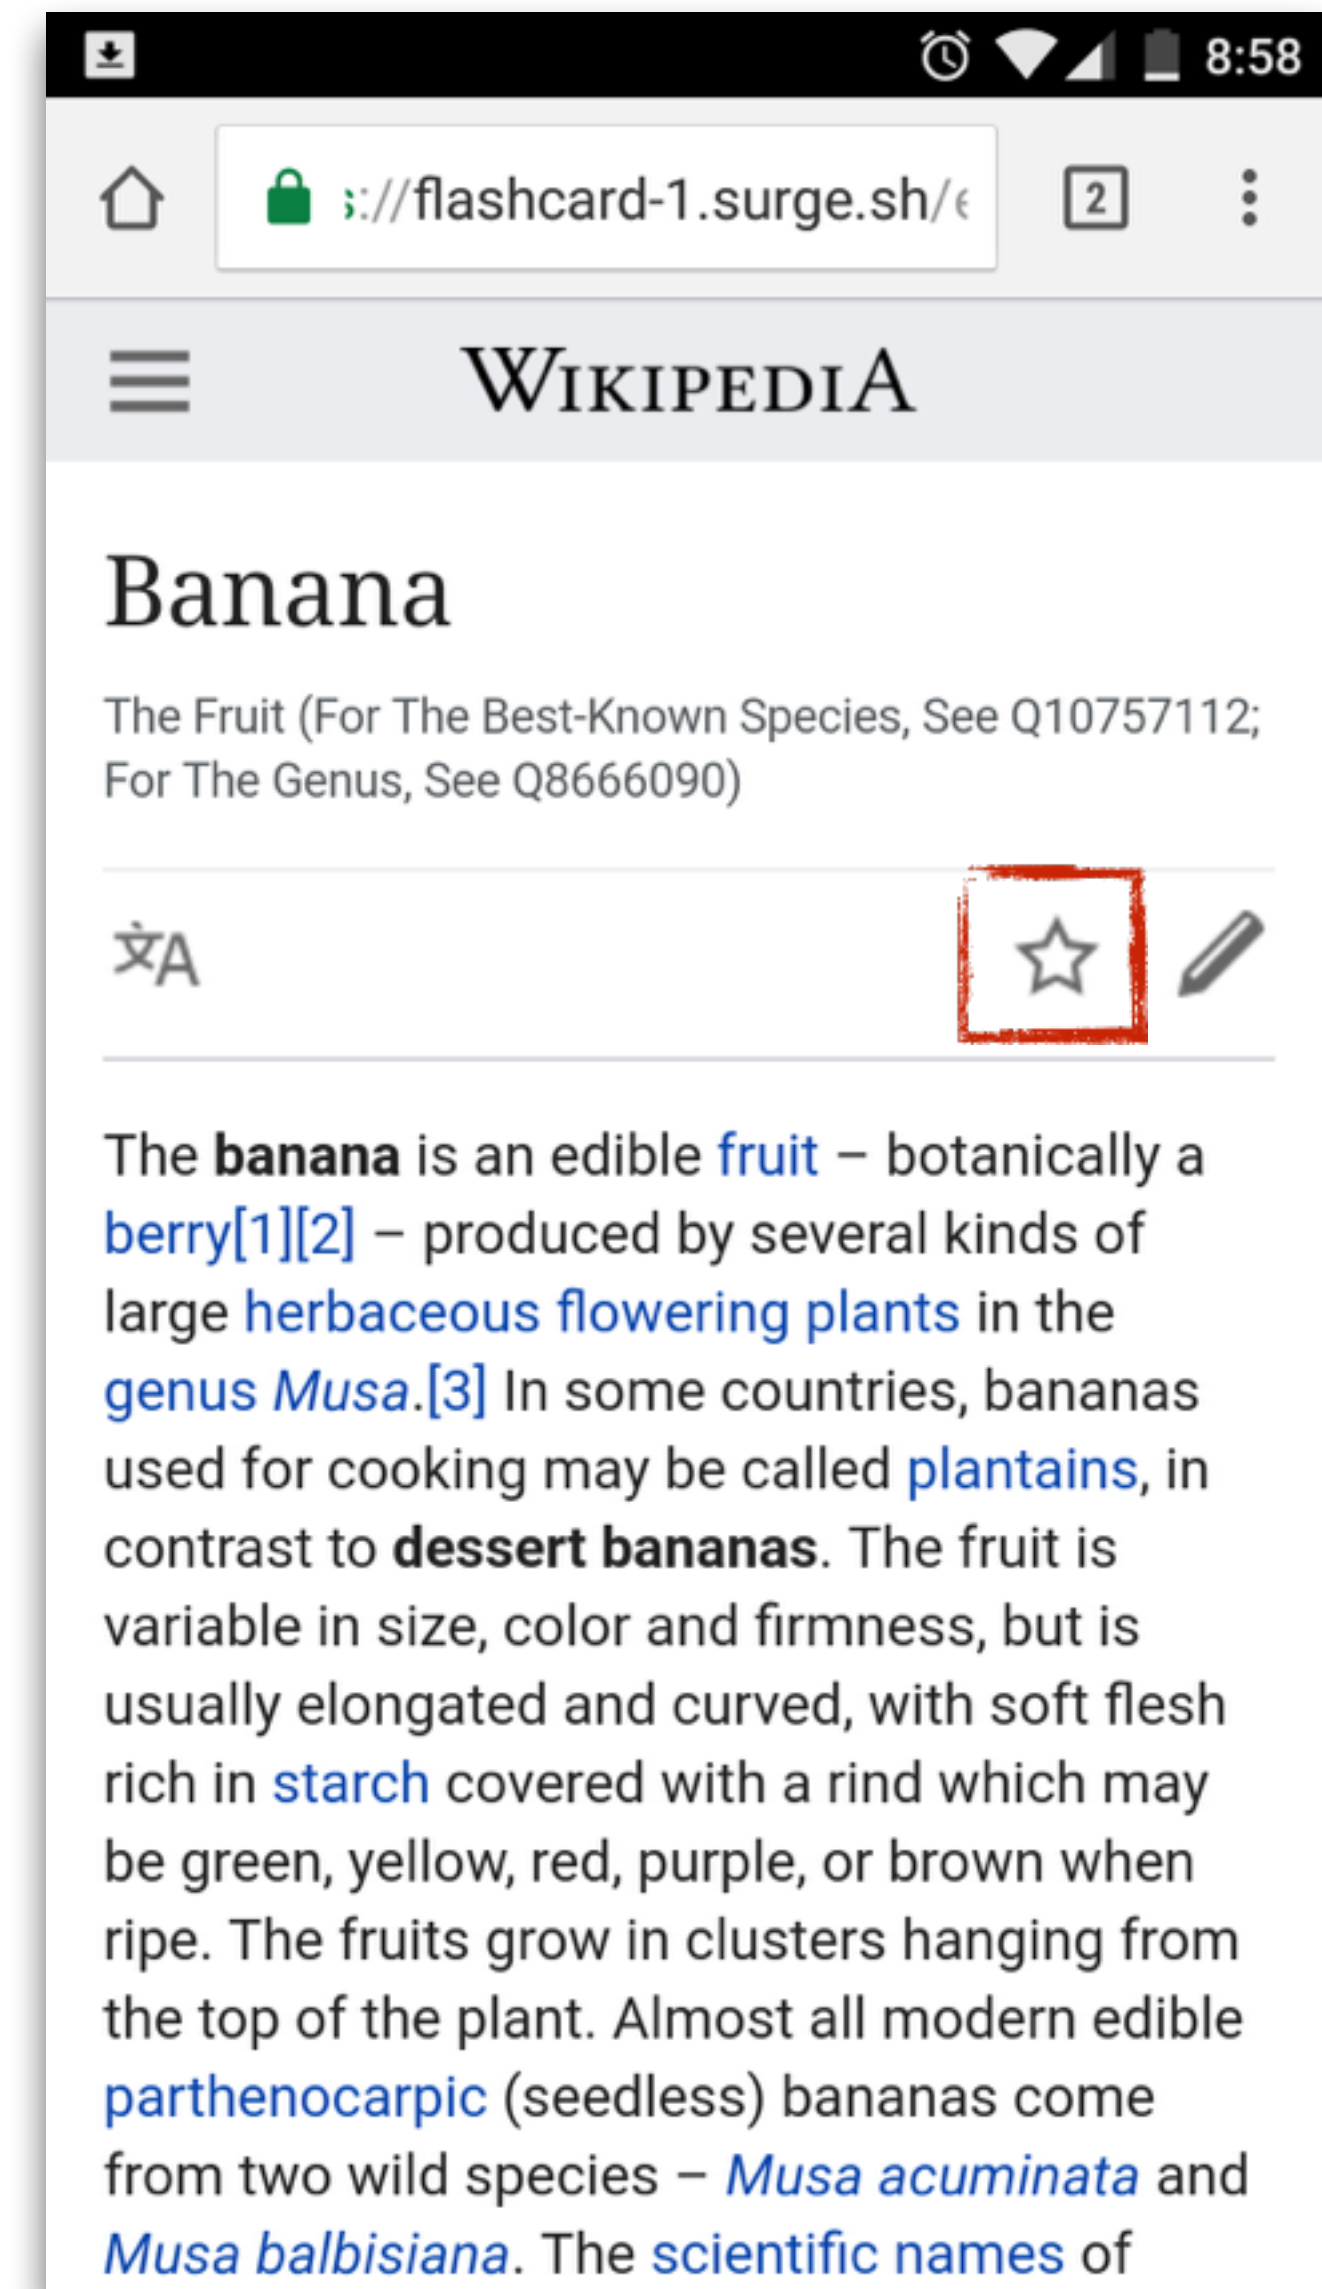 8:58
s://flashcard-1.surge.sh/e
2
WIKIPEDIA
Banana
The Fruit (For The Best-Known Species, See Q10757112;
For The Genus, See Q8666090)
文A
The banana is an edible fruit – botanically a
berry[1][2] – produced by several kinds of
large herbaceous flowering plants in the
genus Musa.[3] In some countries, bananas
used for cooking may be called plantains, in
contrast to dessert bananas. The fruit is
variable in size, color and firmness, but is
usually elongated and curved, with soft flesh
rich in starch covered with a rind which may
be green, yellow, red, purple, or brown when
ripe. The fruits grow in clusters hanging from
the top of the plant. Almost all modern edible
parthenocarpic (seedless) bananas come
from two wild species – Musa acuminata and
Musa balbisiana. The scientific names of